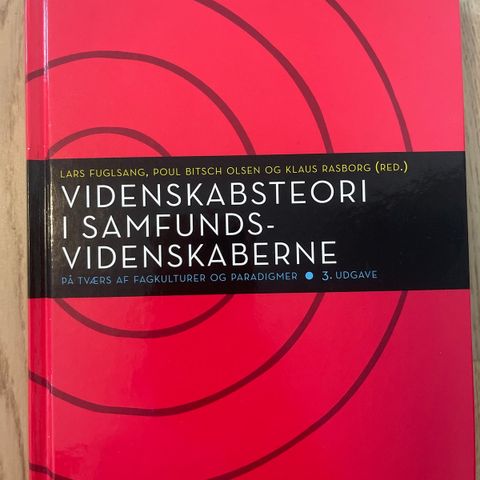 LARS FUGLSANG, POUL BITSCH OLSEN OG KLAUS RASBORG (RED.)
VIDENSKABSTEORI
I SAMFUNDS-
VIDENSKABERNE
PÅ TVÆRS AF FAGKULTURER OG PARADIGMER • 3. UDGAVE